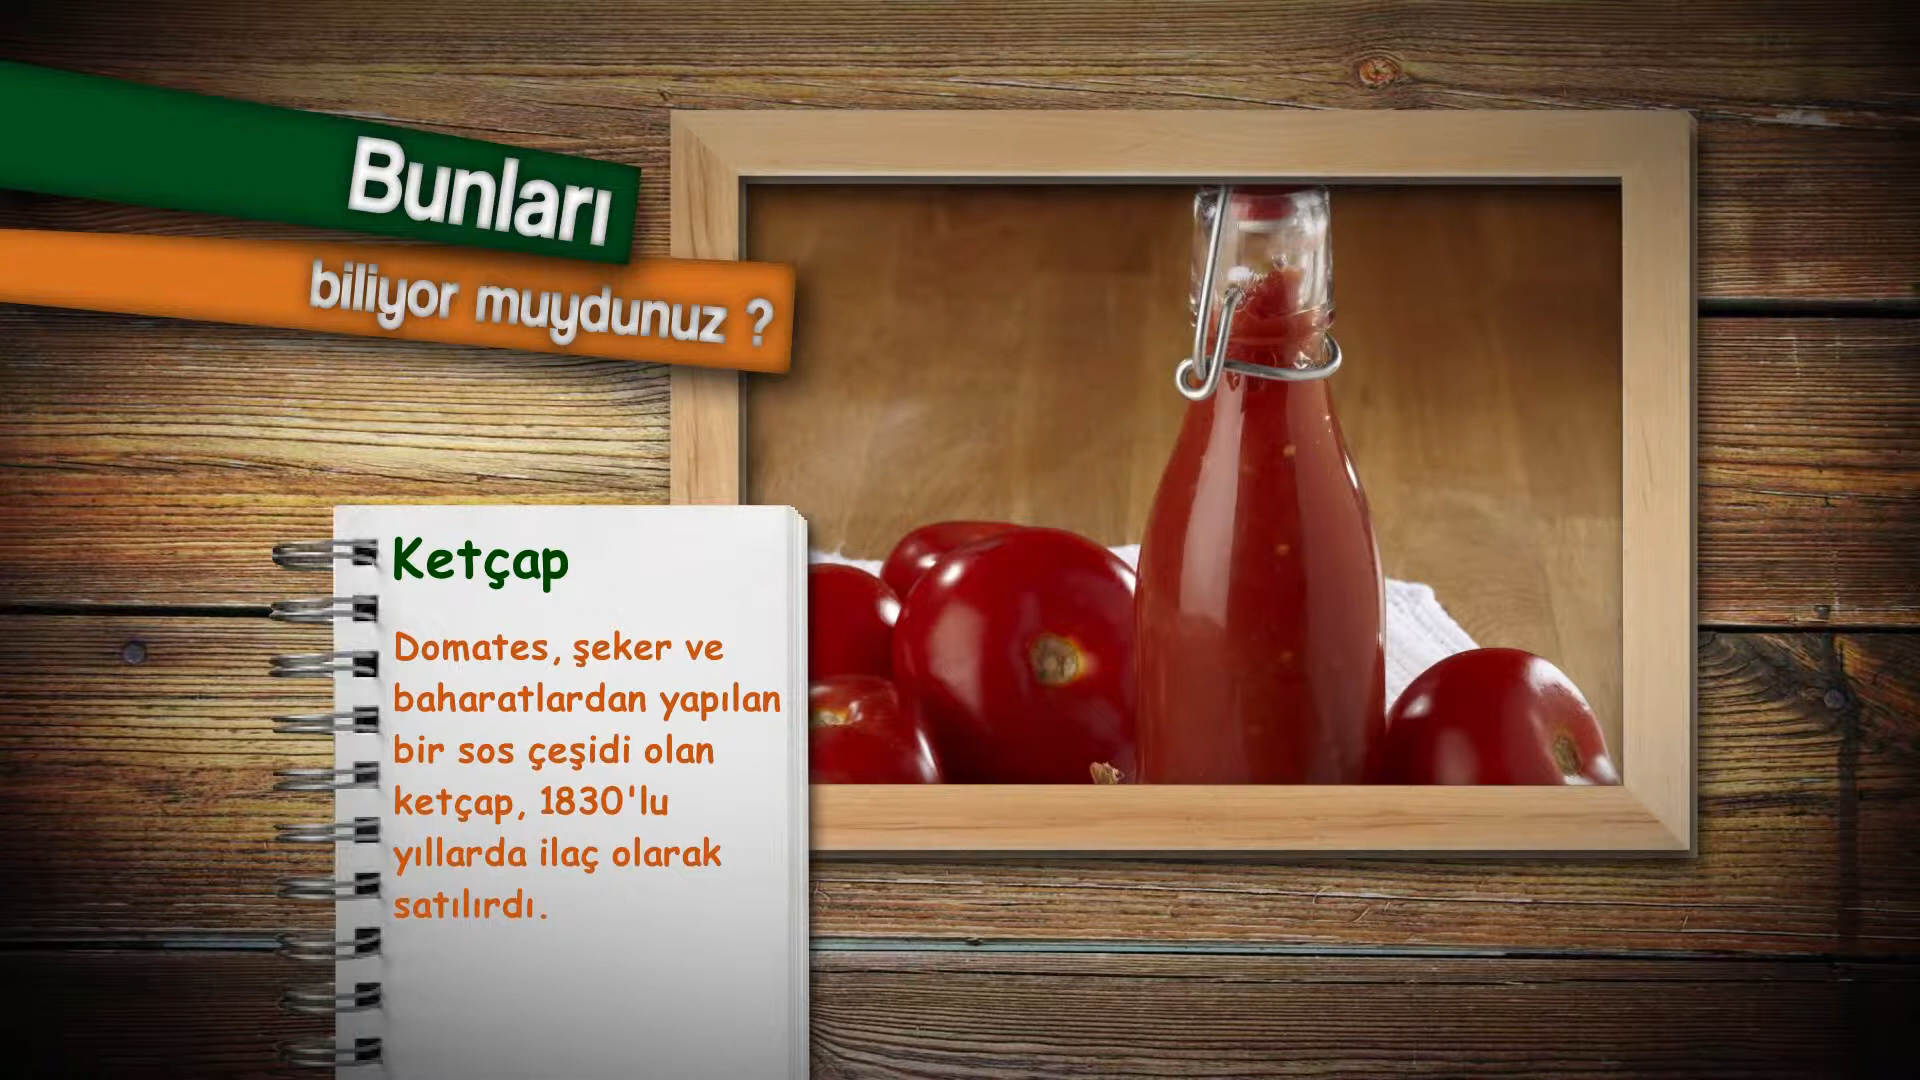 Bunları
biliyor muydunuz ?
Ketçap
Domates, şeker ve
baharatlardan yapılan
bir sos çeşidi olan
ketçap, 1830'lu
yıllarda ilaç olarak
satılırdı.